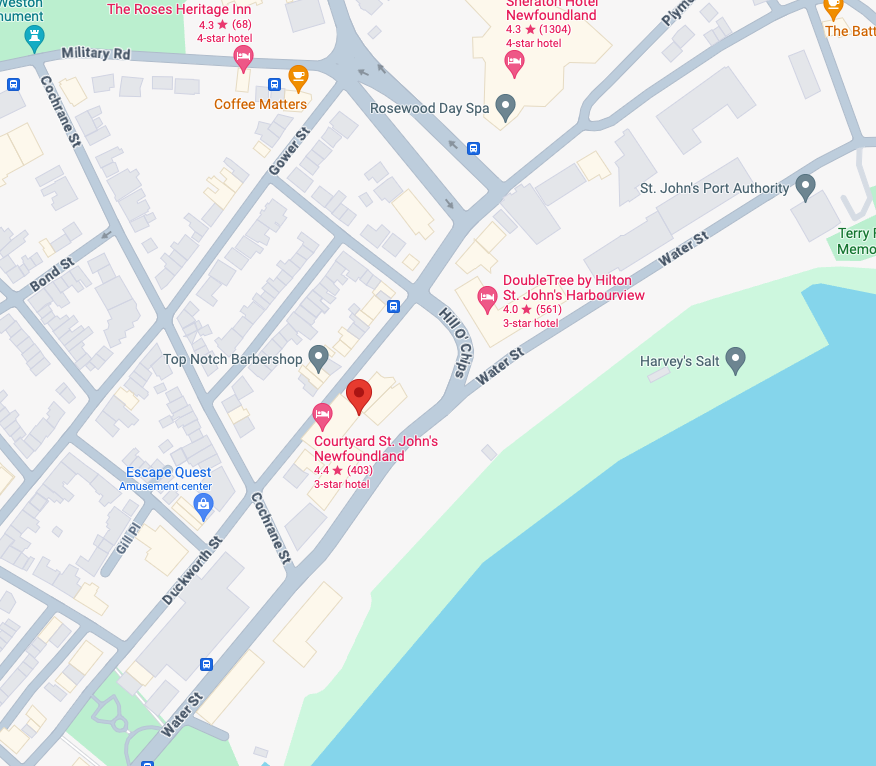 Weston
nument
The Roses Heritage Inn
4.3 ★ (68)
4-star hotel
Sheraton Hotel
Newfoundland
4.3 ★ (1304)
4-star hotel
Plymo
The Batt
Military Rd
Coffee Matters
Rosewood Day Spa
Cochrane St
Gower St
St. John's Port Authority
Water St
Terry F
Memo
Bond St
DoubleTree by Hilton
St. John's Harbourview
4.0 ★ (561)
3-star hotel
Hill O' Chips
Water St
Top Notch Barbershop
Harvey's Salt
Courtyard St. John's
Newfoundland
4.4 ★ (403)
3-star hotel
Escape Quest
Amusement center
Gill Pl
Cochrane St
Duckworth St
Water St